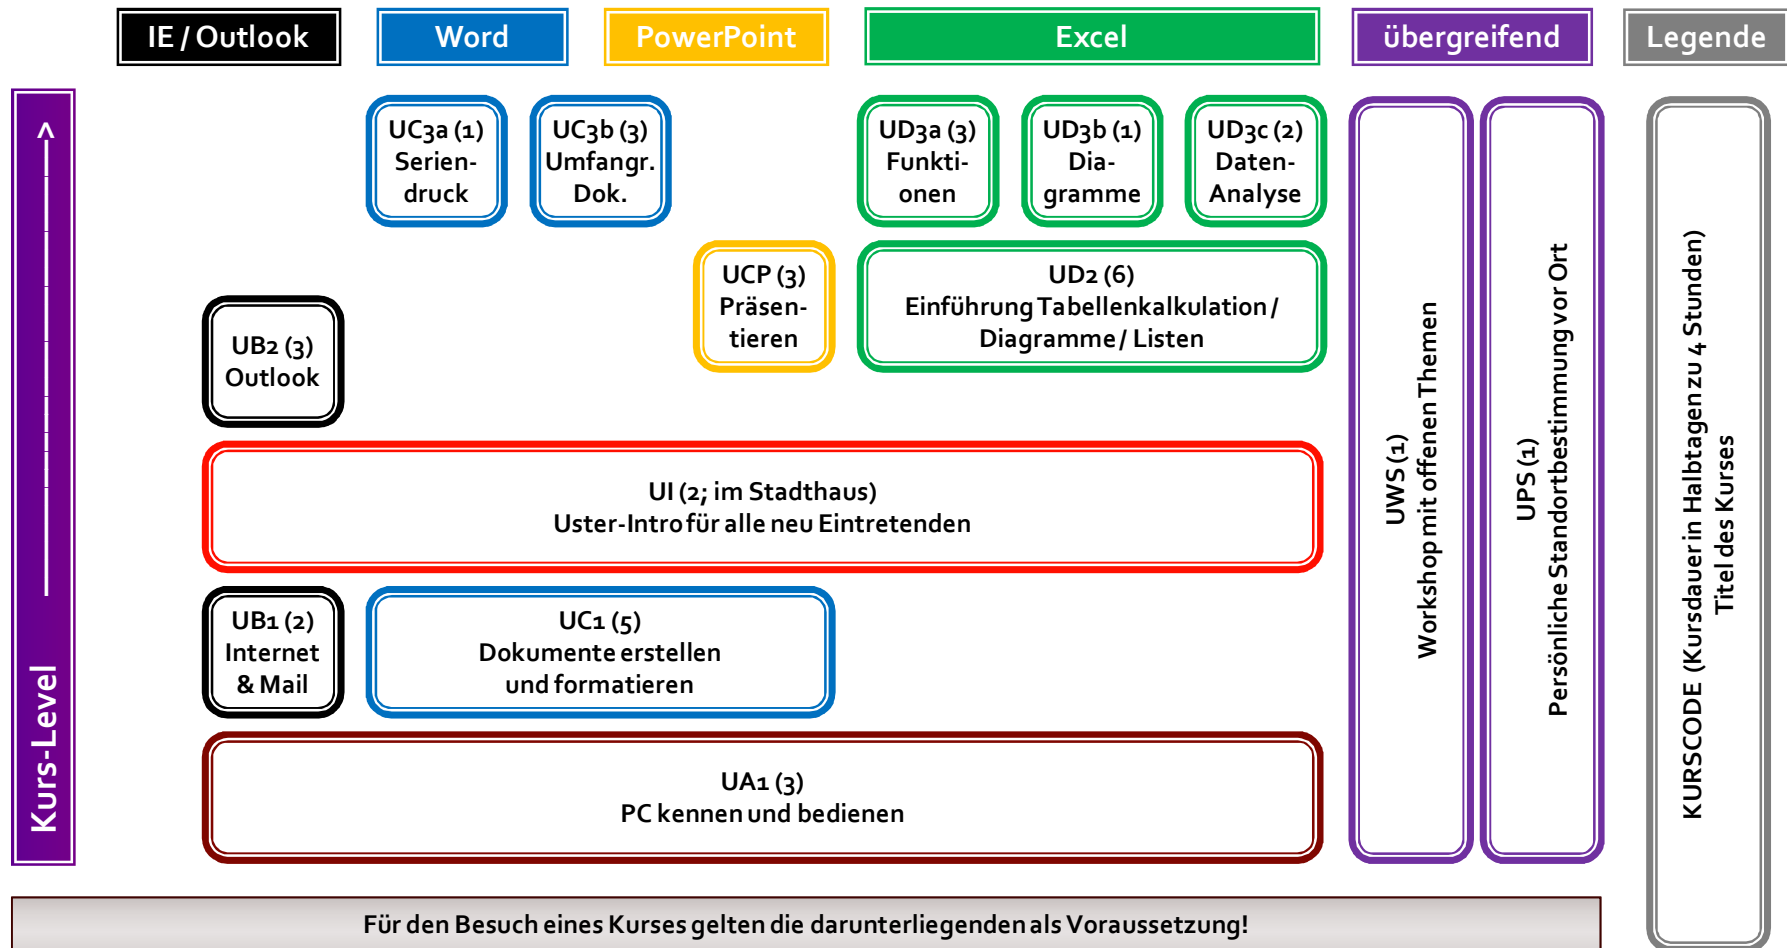 IE / Outlook
Word
PowerPoint
Excel
übergreifend
Legende
Kurs-Level
UC3a (1)
Serien-
druck
UC3b (3)
Umfangr.
Dok.
UD3a (3)
Funkti-
onen
UD3b (1)
Dia-
gramme
UD3c (2)
Daten-
Analyse
UCP (3)
Präsen-
tieren
UD2 (6)
Einführung Tabellenkalkulation /
Diagramme / Listen
UB2 (3)
Outlook
UI (2; im Stadthaus)
Uster-Intro für alle neu Eintretenden
UB1 (2)
Internet
& Mail
UC1 (5)
Dokumente erstellen
und formatieren
UA1 (3)
PC kennen und bedienen
UWS (1)
Workshop mit offenen Themen
UPS (1)
Persönliche Standortbestimmung vor Ort
KURSCODE (Kursdauer in Halbtagen zu 4 Stunden)
Titel des Kurses
Für den Besuch eines Kurses gelten die darunterliegenden als Voraussetzung!